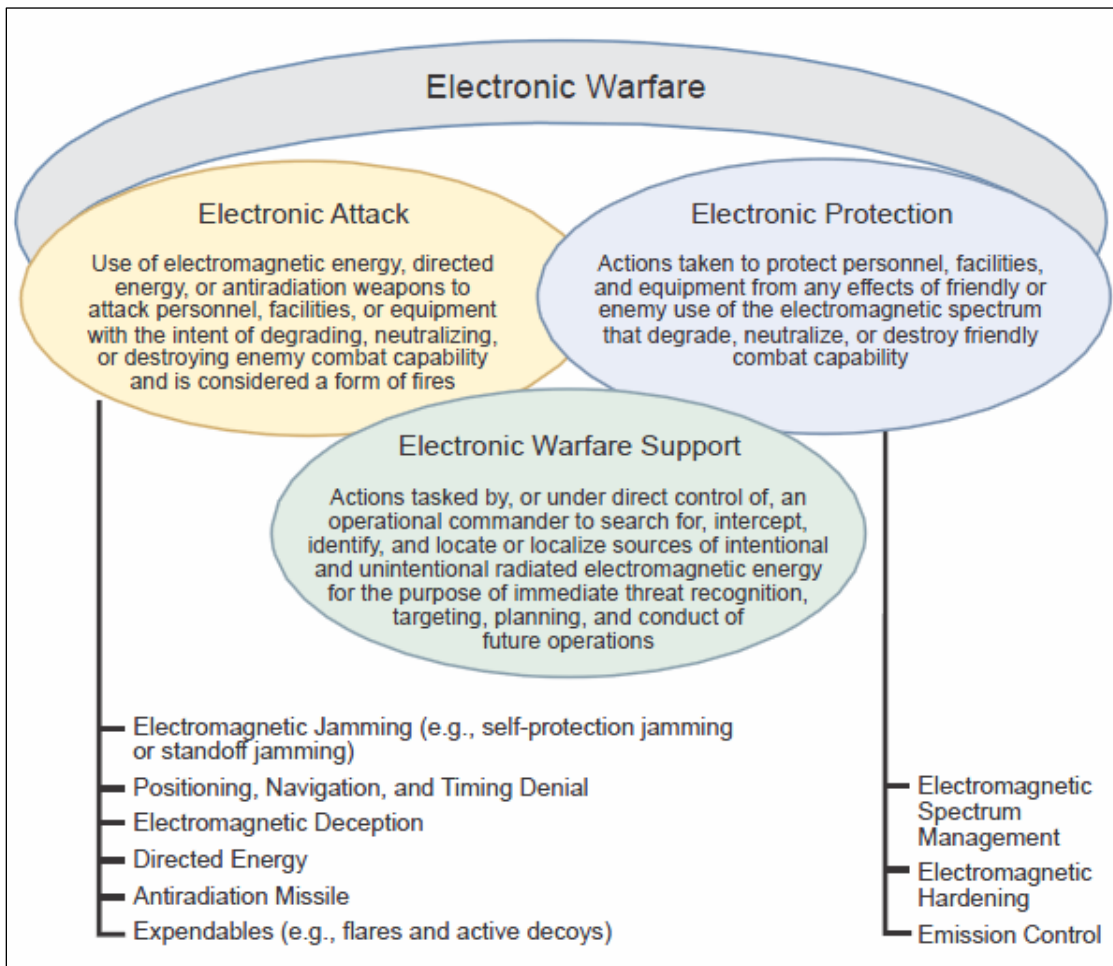 Electronic Warfare
Electronic Attack
Use of electromagnetic energy, directed
energy, or antiradiation weapons to
attack personnel, facilities, or equipment
with the intent of degrading, neutralizing,
or destroying enemy combat capability
and is considered a form of fires
Electronic Protection
Actions taken to protect personnel, facilities,
and equipment from any effects of friendly or
enemy use of the electromagnetic spectrum
that degrade, neutralize, or destroy friendly
combat capability
Electronic Warfare Support
Actions tasked by, or under direct control of, an
operational commander to search for, intercept,
identify, and locate or localize sources of intentional
and unintentional radiated electromagnetic energy
for the purpose of immediate threat recognition,
targeting, planning, and conduct of
future operations
Electromagnetic Jamming (e.g., self-protection jamming
or standoff jamming)
Positioning, Navigation, and Timing Denial
Electromagnetic Deception
Directed Energy
Antiradiation Missile
Expendables (e.g., flares and active decoys)
Electromagnetic
Spectrum
Management
Electromagnetic
Hardening
Emission Control